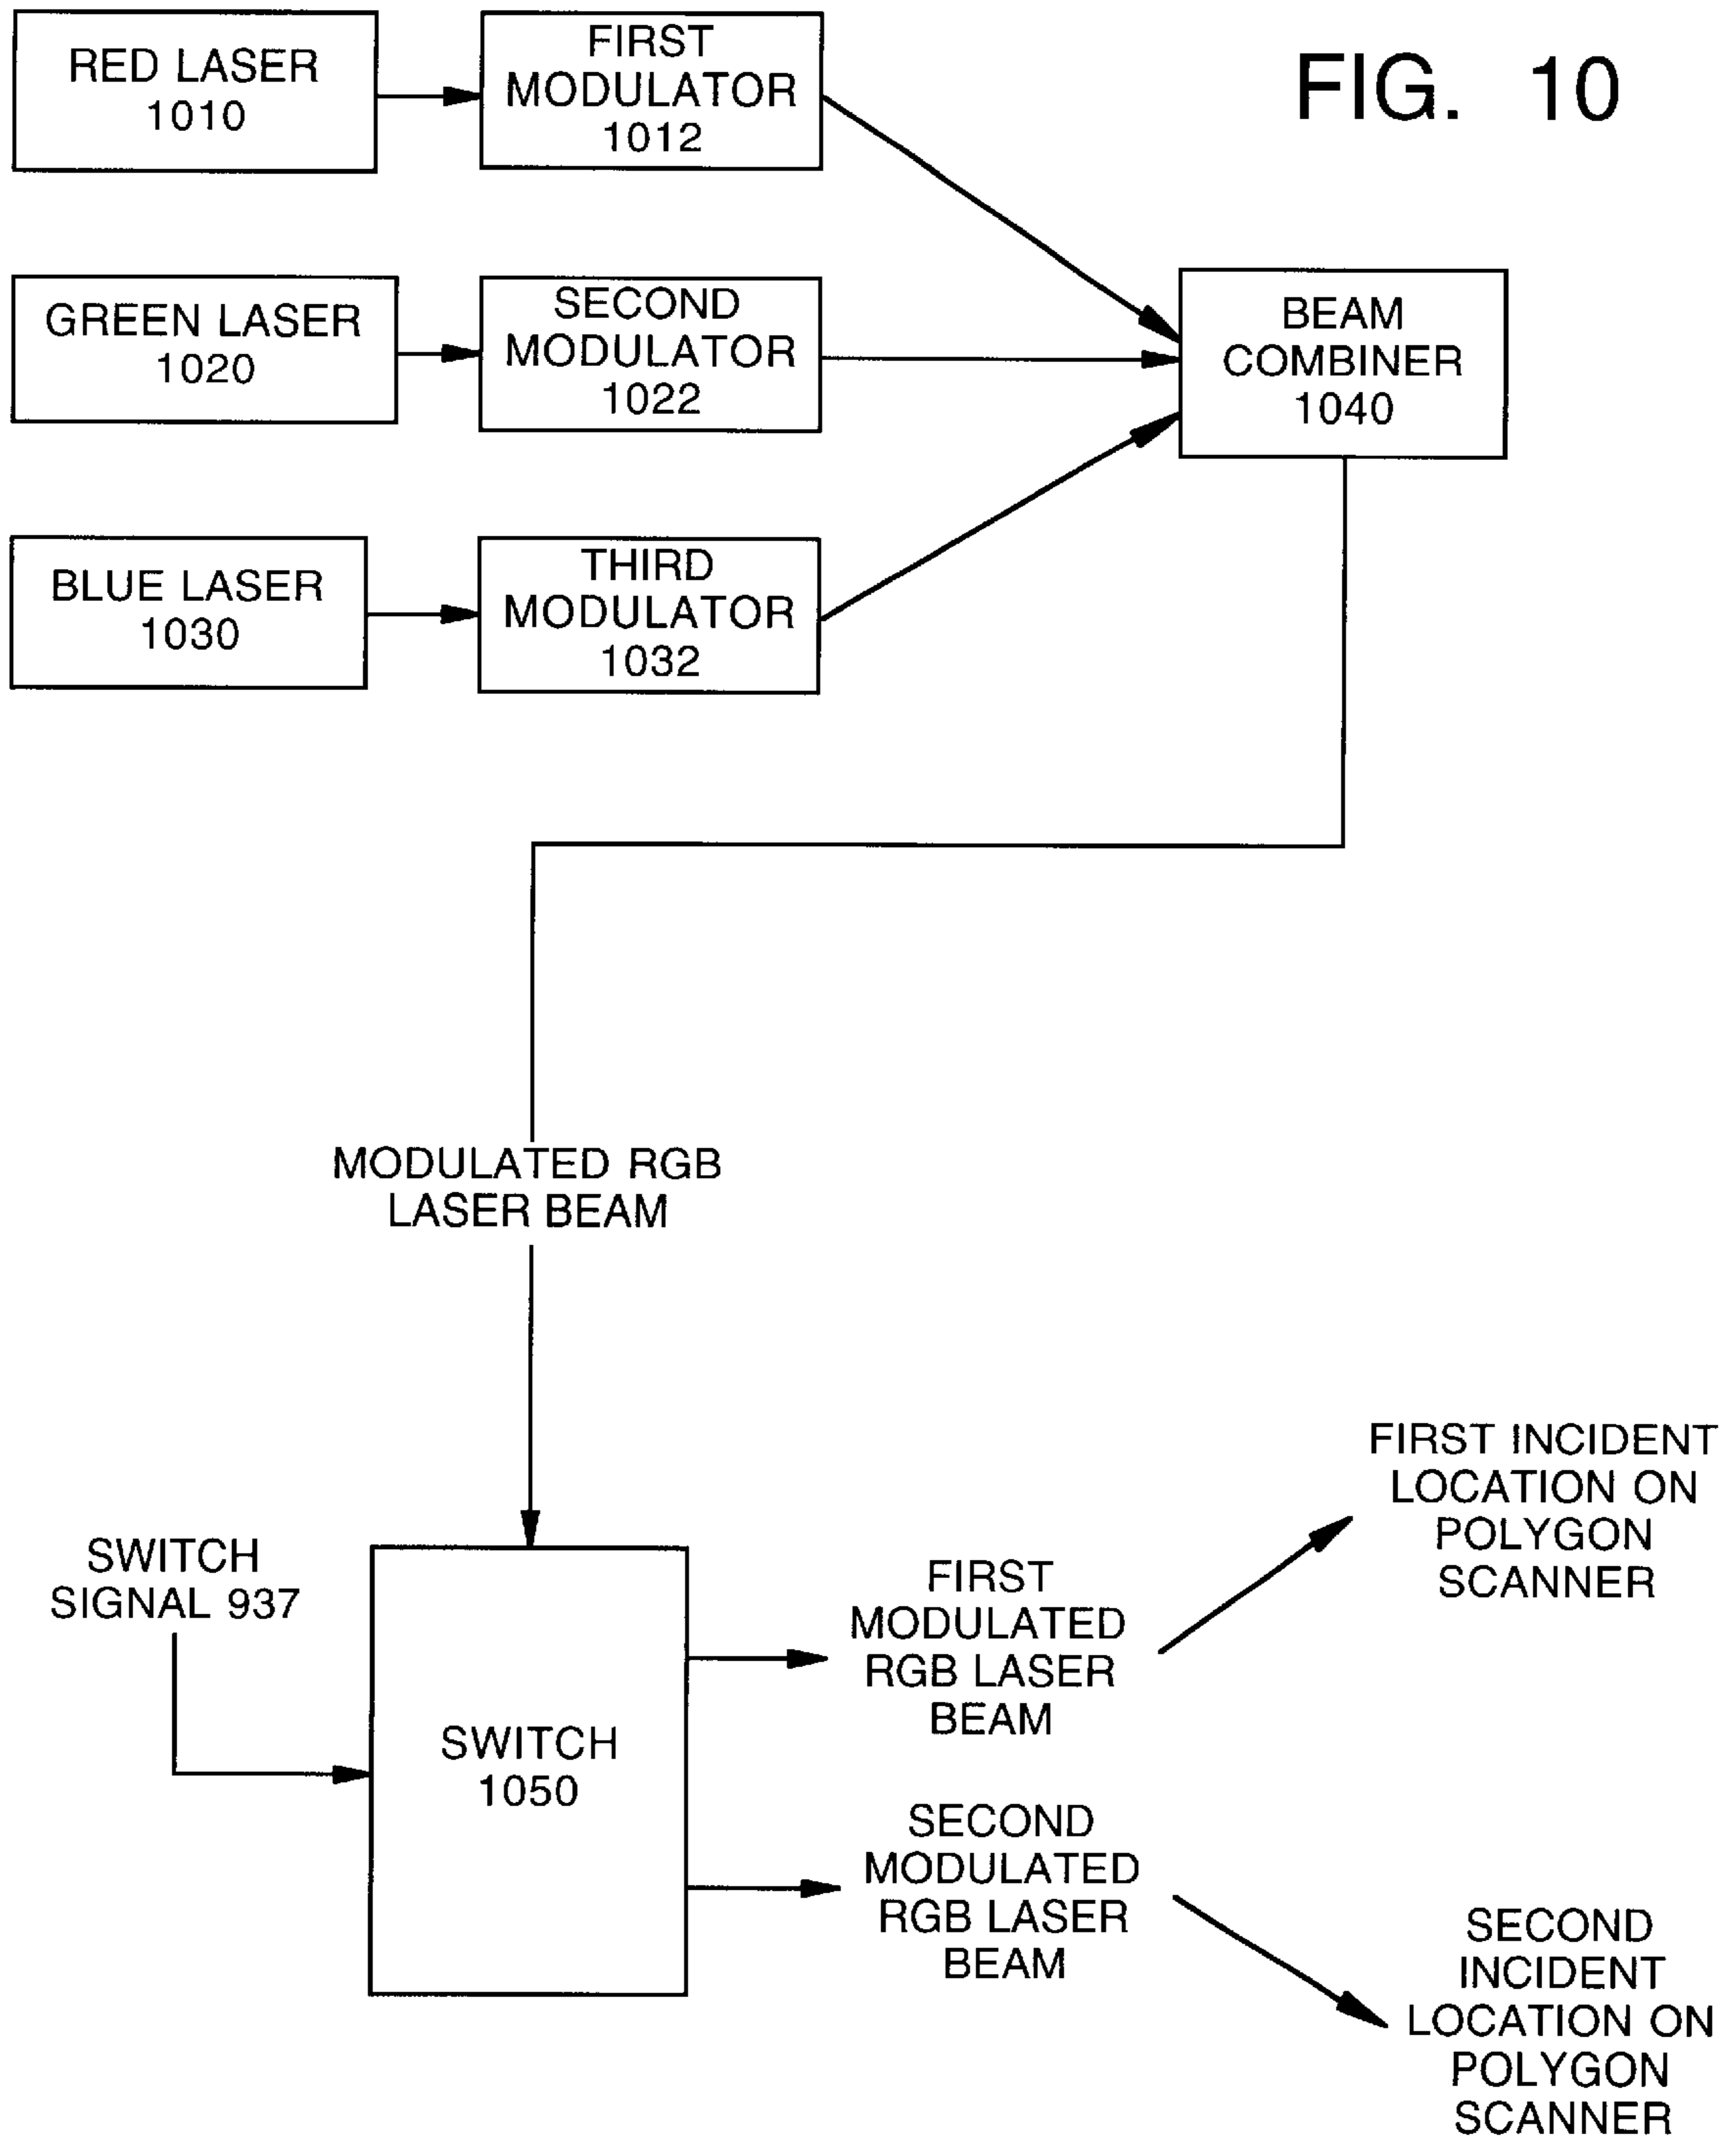 FIG. 10
RED LASER
1010
FIRST
MODULATOR
1012
GREEN LASER
1020
SECOND
MODULATOR
1022
BEAM
COMBINER
1040
BLUE LASER
1030
THIRD
MODULATOR
1032
MODULATED RGB
LASER BEAM
SWITCH
SIGNAL 937
SWITCH
1050
FIRST
MODULATED
RGB LASER
BEAM
FIRST INCIDENT
LOCATION ON
POLYGON
SCANNER
SECOND
MODULATED
RGB LASER
BEAM
SECOND
INCIDENT
LOCATION ON
POLYGON
SCANNER